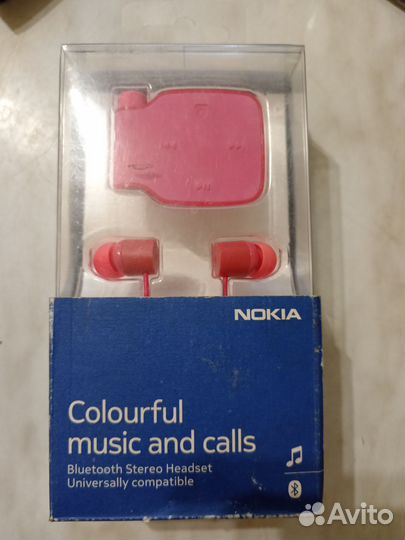 NOKIA
Colourful
music and calls
Bluetooth Stereo Headset
Universally compatible
Avito